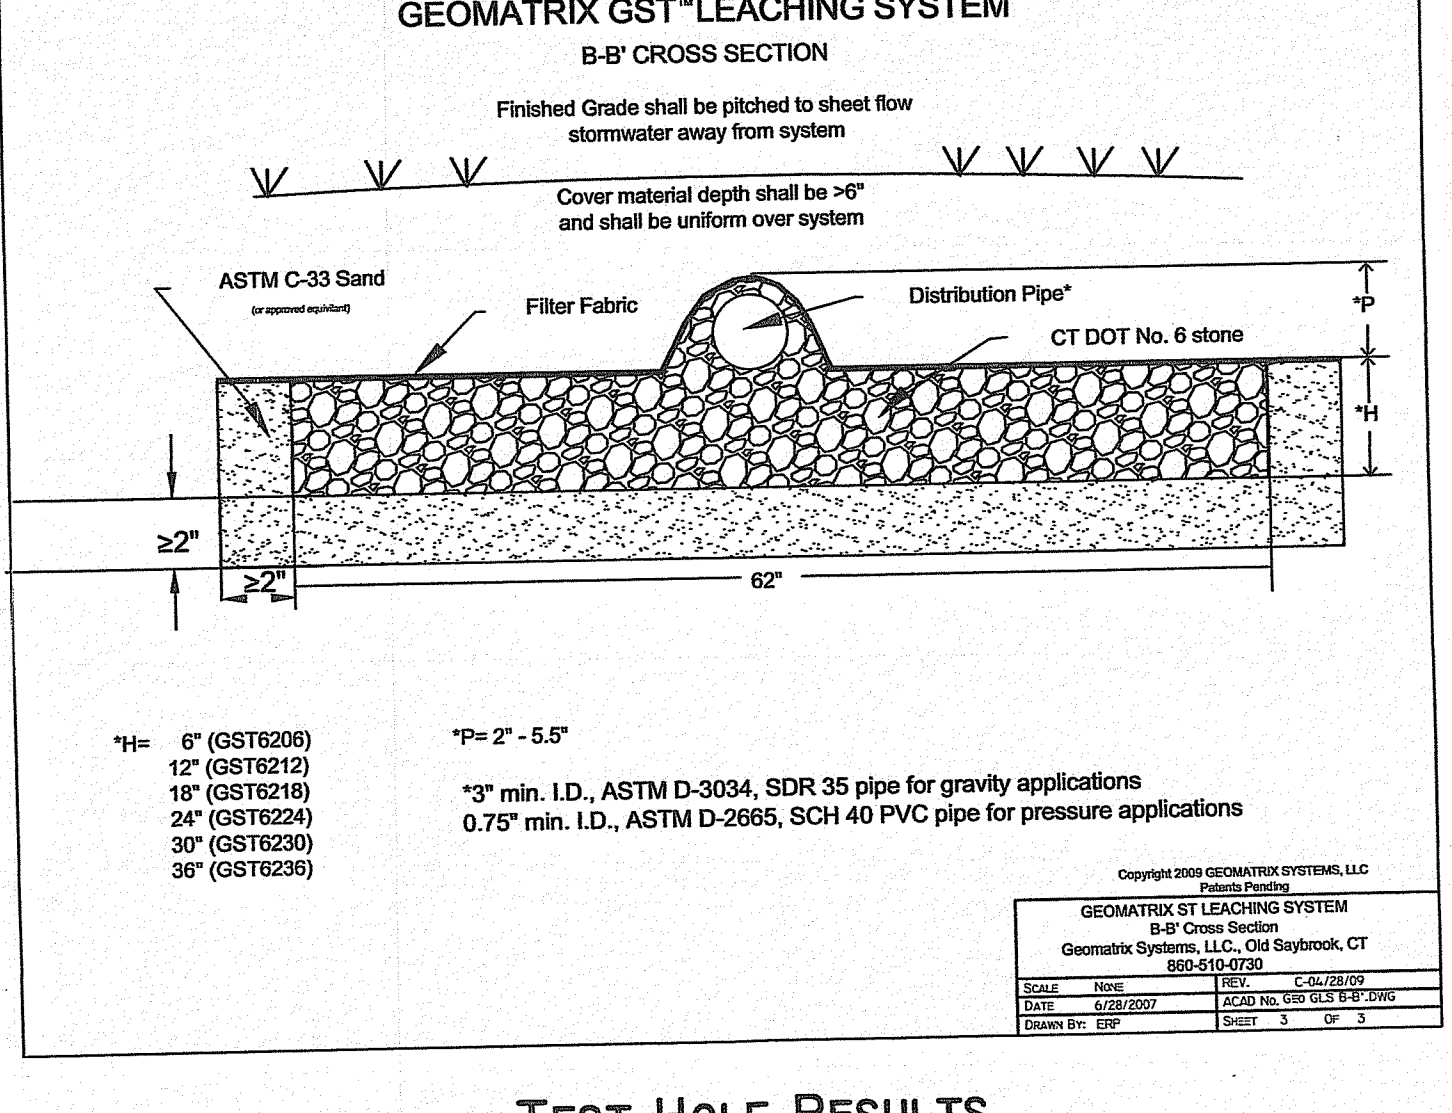 GEOMATRIX GST™ LEACHING SYSTEM
B-B' CROSS SECTION
Finished Grade shall be pitched to sheet flow
stormwater away from system
Cover material depth shall be >6"
and shall be uniform over system
ASTM C-33 Sand
(or approved equivilant)
Filter Fabric
Distribution Pipe*
CT DOT No. 6 stone
*P
*H
≥2"
≥2"
62"
*H= 6" (GST6206)
12" (GST6212)
18" (GST6218)
24" (GST6224)
30" (GST6230)
36" (GST6236)
*P= 2" - 5.5"
*3" min. I.D., ASTM D-3034, SDR 35 pipe for gravity applications
0.75" min. I.D., ASTM D-2665, SCH 40 PVC pipe for pressure applications
Copyright 2009 GEOMATRIX SYSTEMS, LLC
Patents Pending
GEOMATRIX ST LEACHING SYSTEM
B-B' Cross Section
Geomatrix Systems, LLC., Old Saybrook, CT
860-510-0730
SCALE NONE
REV. C-04/28/09
DATE 6/28/2007
ACAD No. GEO GLS B-B'.DWG
DRAWN BY: ERP
SHEET 3 OF 3
TEST HOLE RESULTS